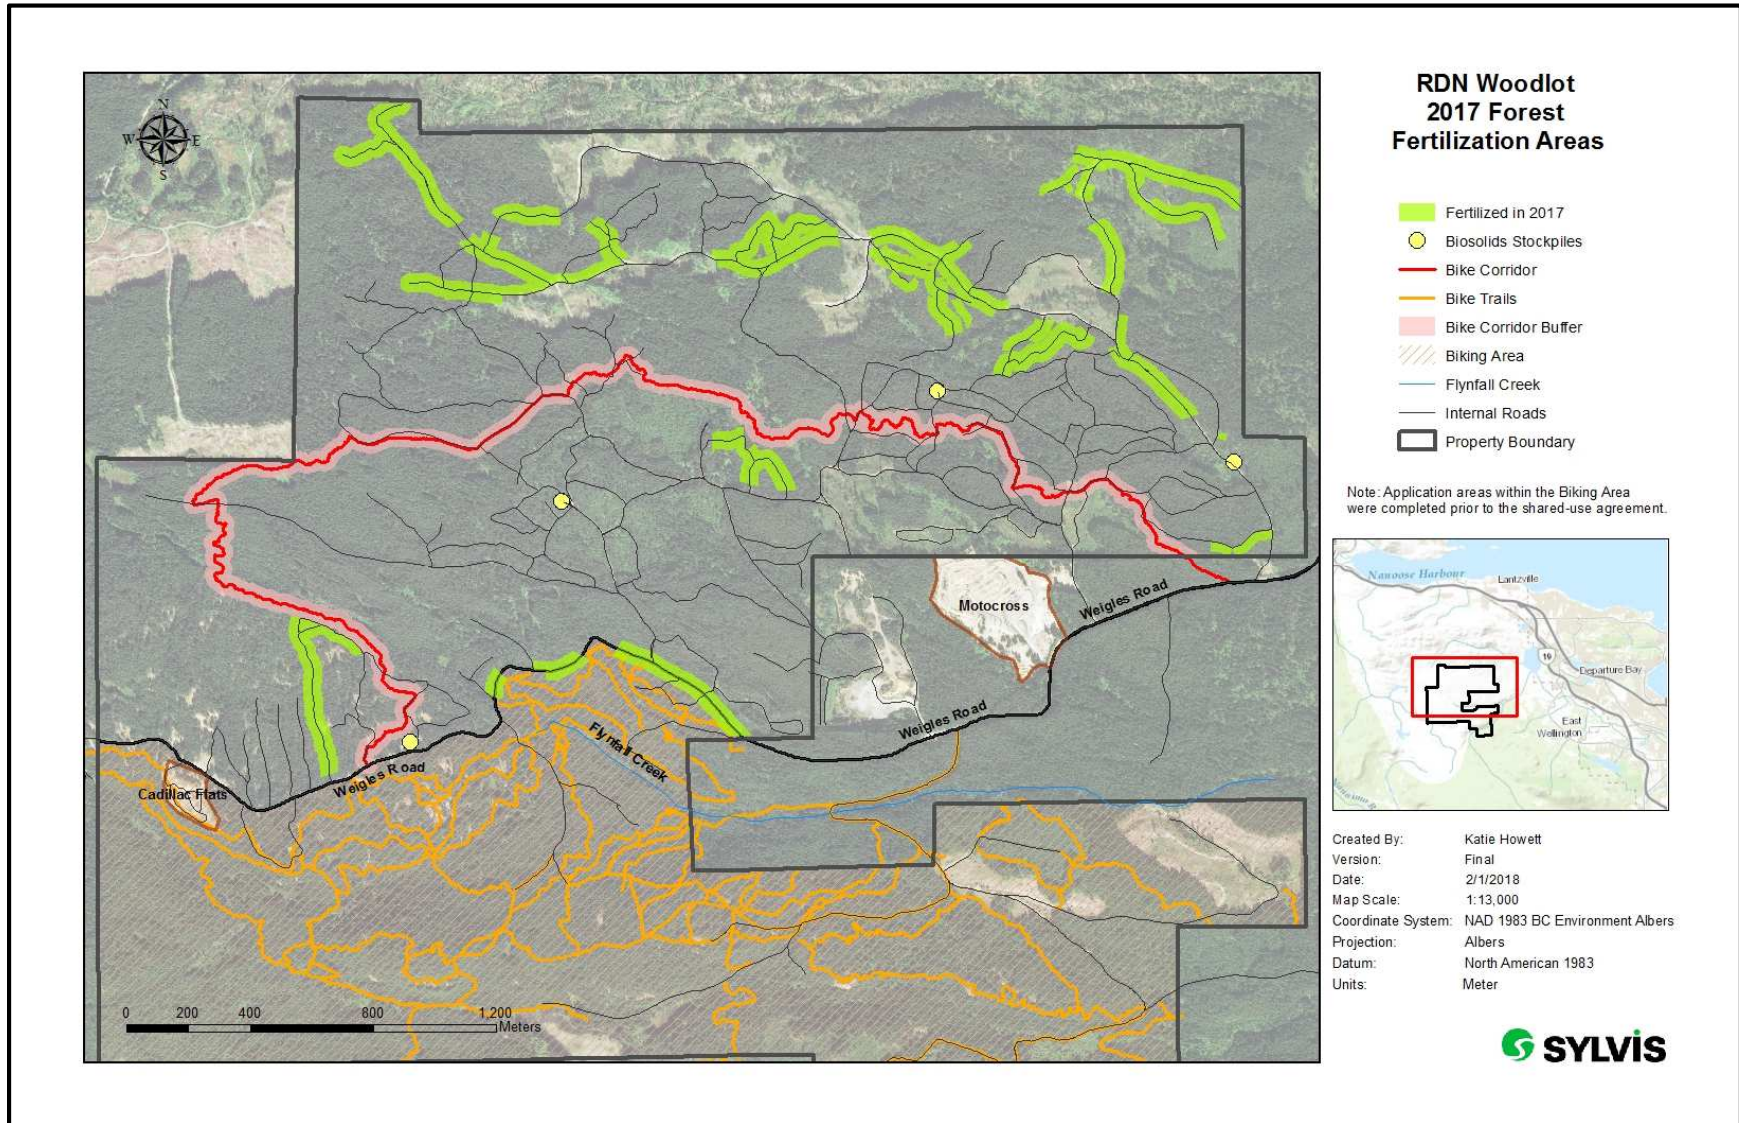 RDN Woodlot
2017 Forest
Fertilization Areas
N
W
E
S
Fertilized in 2017
Biosolids Stockpiles
Bike Corridor
Bike Trails
Bike Corridor Buffer
Biking Area
Flynfall Creek
Internal Roads
Property Boundary
Note: Application areas within the Biking Area
were completed prior to the shared-use agreement.
Motocross
Weigles Road
Weigles Road
Flynfall Creek
Weigles Road
Cadillac Flats
0 200 400 800 1,200
Meters
Nanoose Harbour
Lantzville
19
Departure Bay
East
Wellington
Created By: Katie Howett
Version: Final
Date: 2/1/2018
Map Scale: 1:13,000
Coordinate System: NAD 1983 BC Environment Albers
Projection: Albers
Datum: North American 1983
Units: Meter
SYLVIS